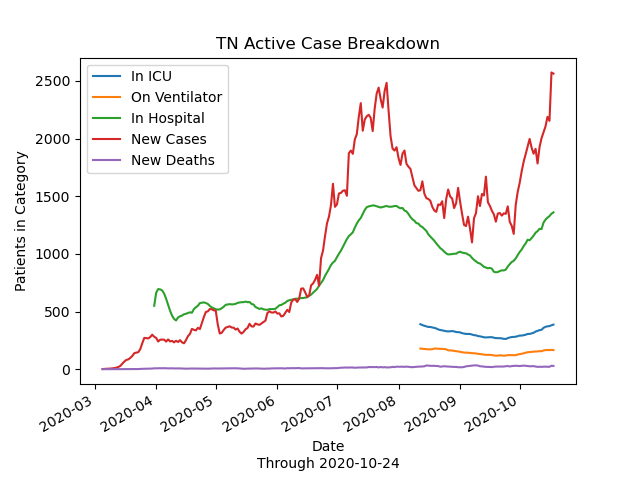 TN Active Case Breakdown
In ICU
On Ventilator
In Hospital
New Cases
New Deaths
Patients in Category
2500
2000
1500
1000
500
0
2020-03
2020-04
2020-05
2020-06
2020-07
2020-08
2020-09
2020-10
Date
Through 2020-10-24